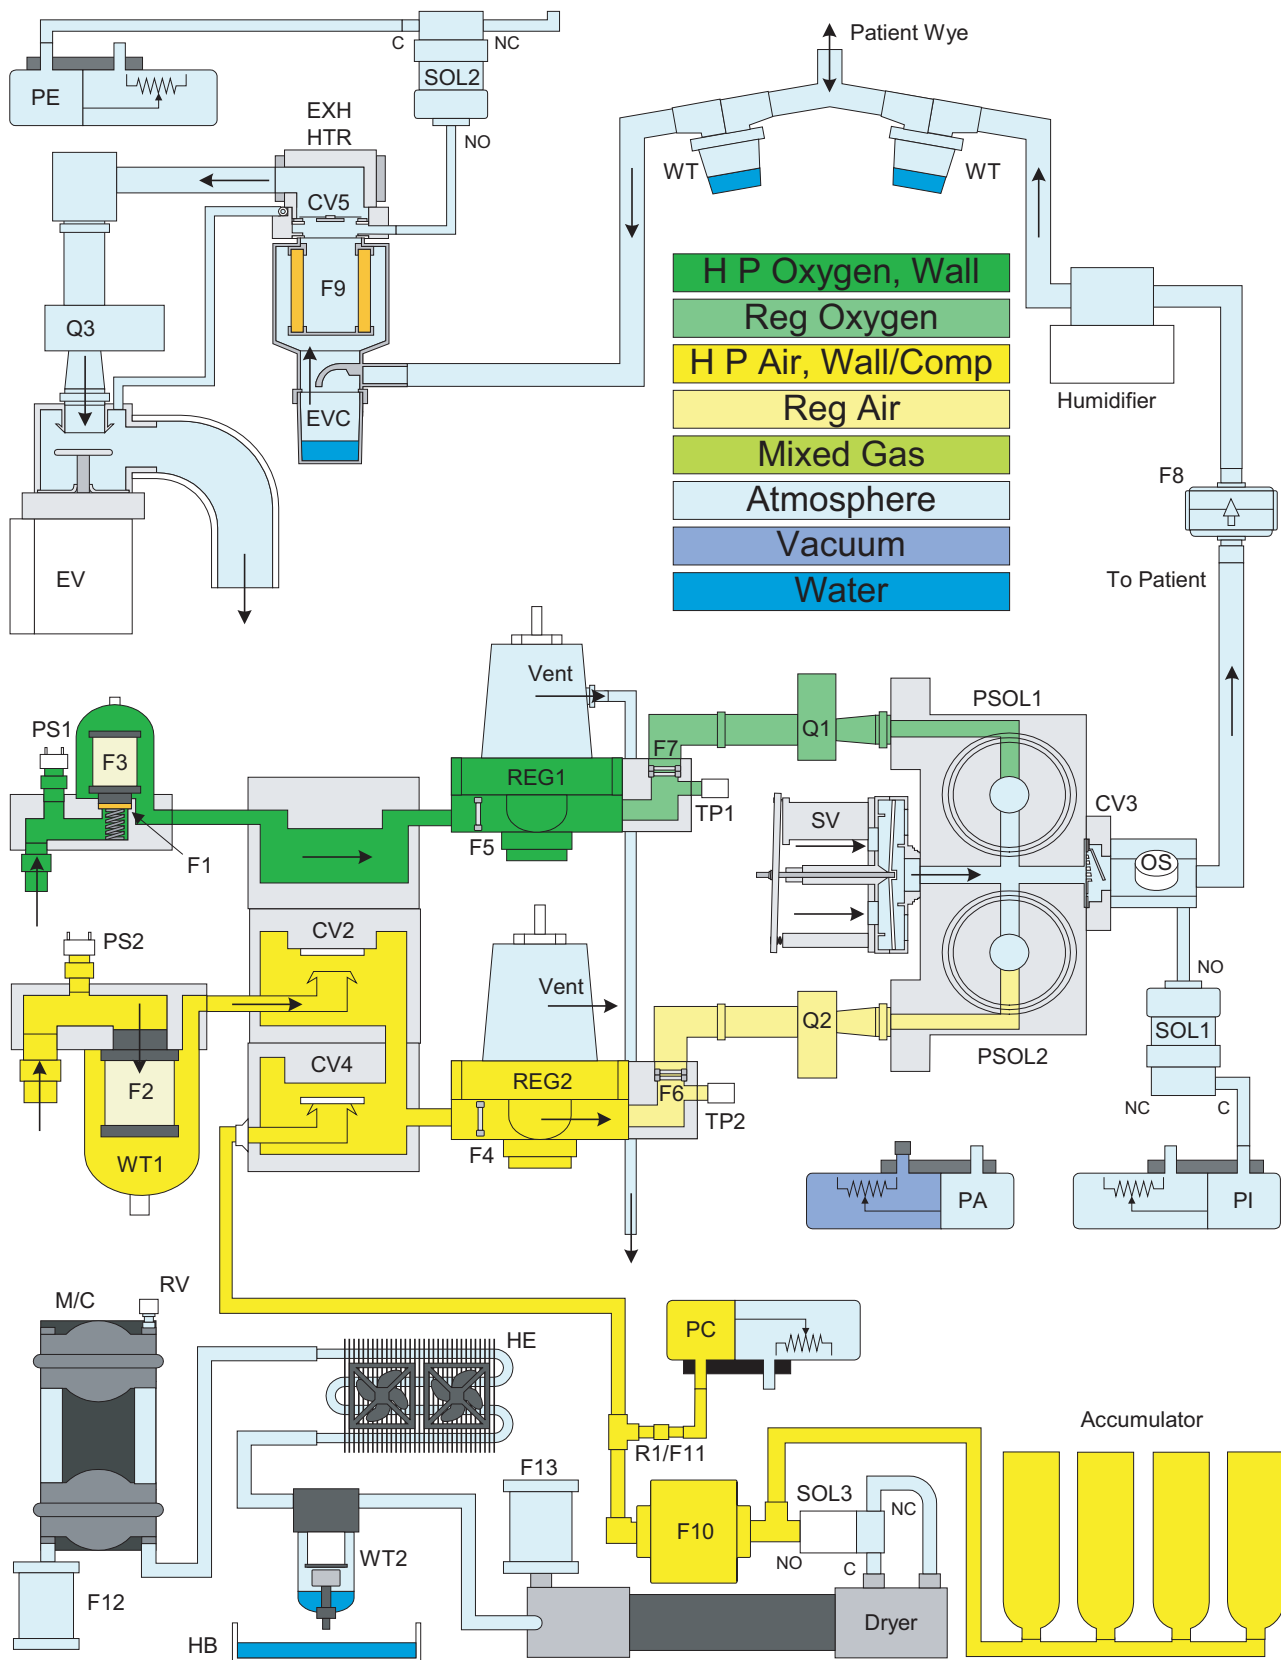 Patient Wye
C
NC
SOL2
PE
EXH
HTR
NO
WT
WT
CV5
H P Oxygen, Wall
F9
Reg Oxygen
Q3
H P Air, Wall/Comp
Humidifier
Reg Air
EVC
Mixed Gas
F8
Atmosphere
Vacuum
EV
To Patient
Water
Vent
PSOL1
PS1
Q1
F7
F3
REG1
TP1
CV3
SV
F5
F1
OS
PS2
CV2
NO
Vent
Q2
SOL1
PSOL2
CV4
REG2
F6
F2
TP2
NC
C
F4
WT1
PA
PI
RV
M/C
PC
HE
Accumulator
R1/F11
F13
SOL3
NC
F10
WT2
NO
C
F12
Dryer
HB